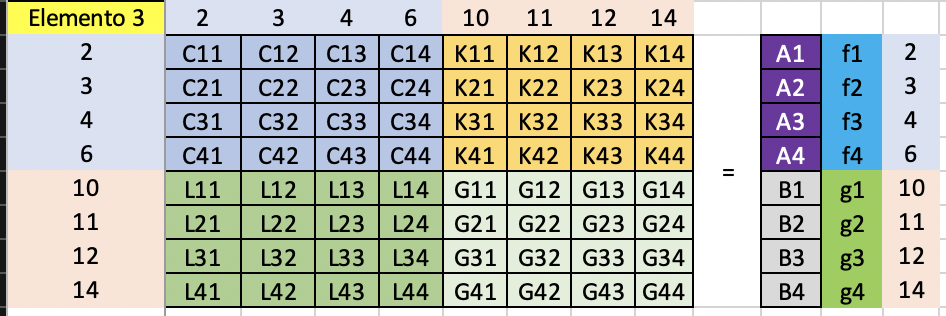 Elemento 3 2 3 4 6 10 11 12 14
2 C11 C12 C13 C14 K11 K12 K13 K14 A1 f1 2
3 C21 C22 C23 C24 K21 K22 K23 K24 A2 f2 3
4 C31 C32 C33 C34 K31 K32 K33 K34 A3 f3 4
6 C41 C42 C43 C44 K41 K42 K43 K44 A4 f4 6
=
10 L11 L12 L13 L14 G11 G12 G13 G14 B1 g1 10
11 L21 L22 L23 L24 G21 G22 G23 G24 B2 g2 11
12 L31 L32 L33 L34 G31 G32 G33 G34 B3 g3 12
14 L41 L42 L43 L44 G41 G42 G43 G44 B4 g4 14